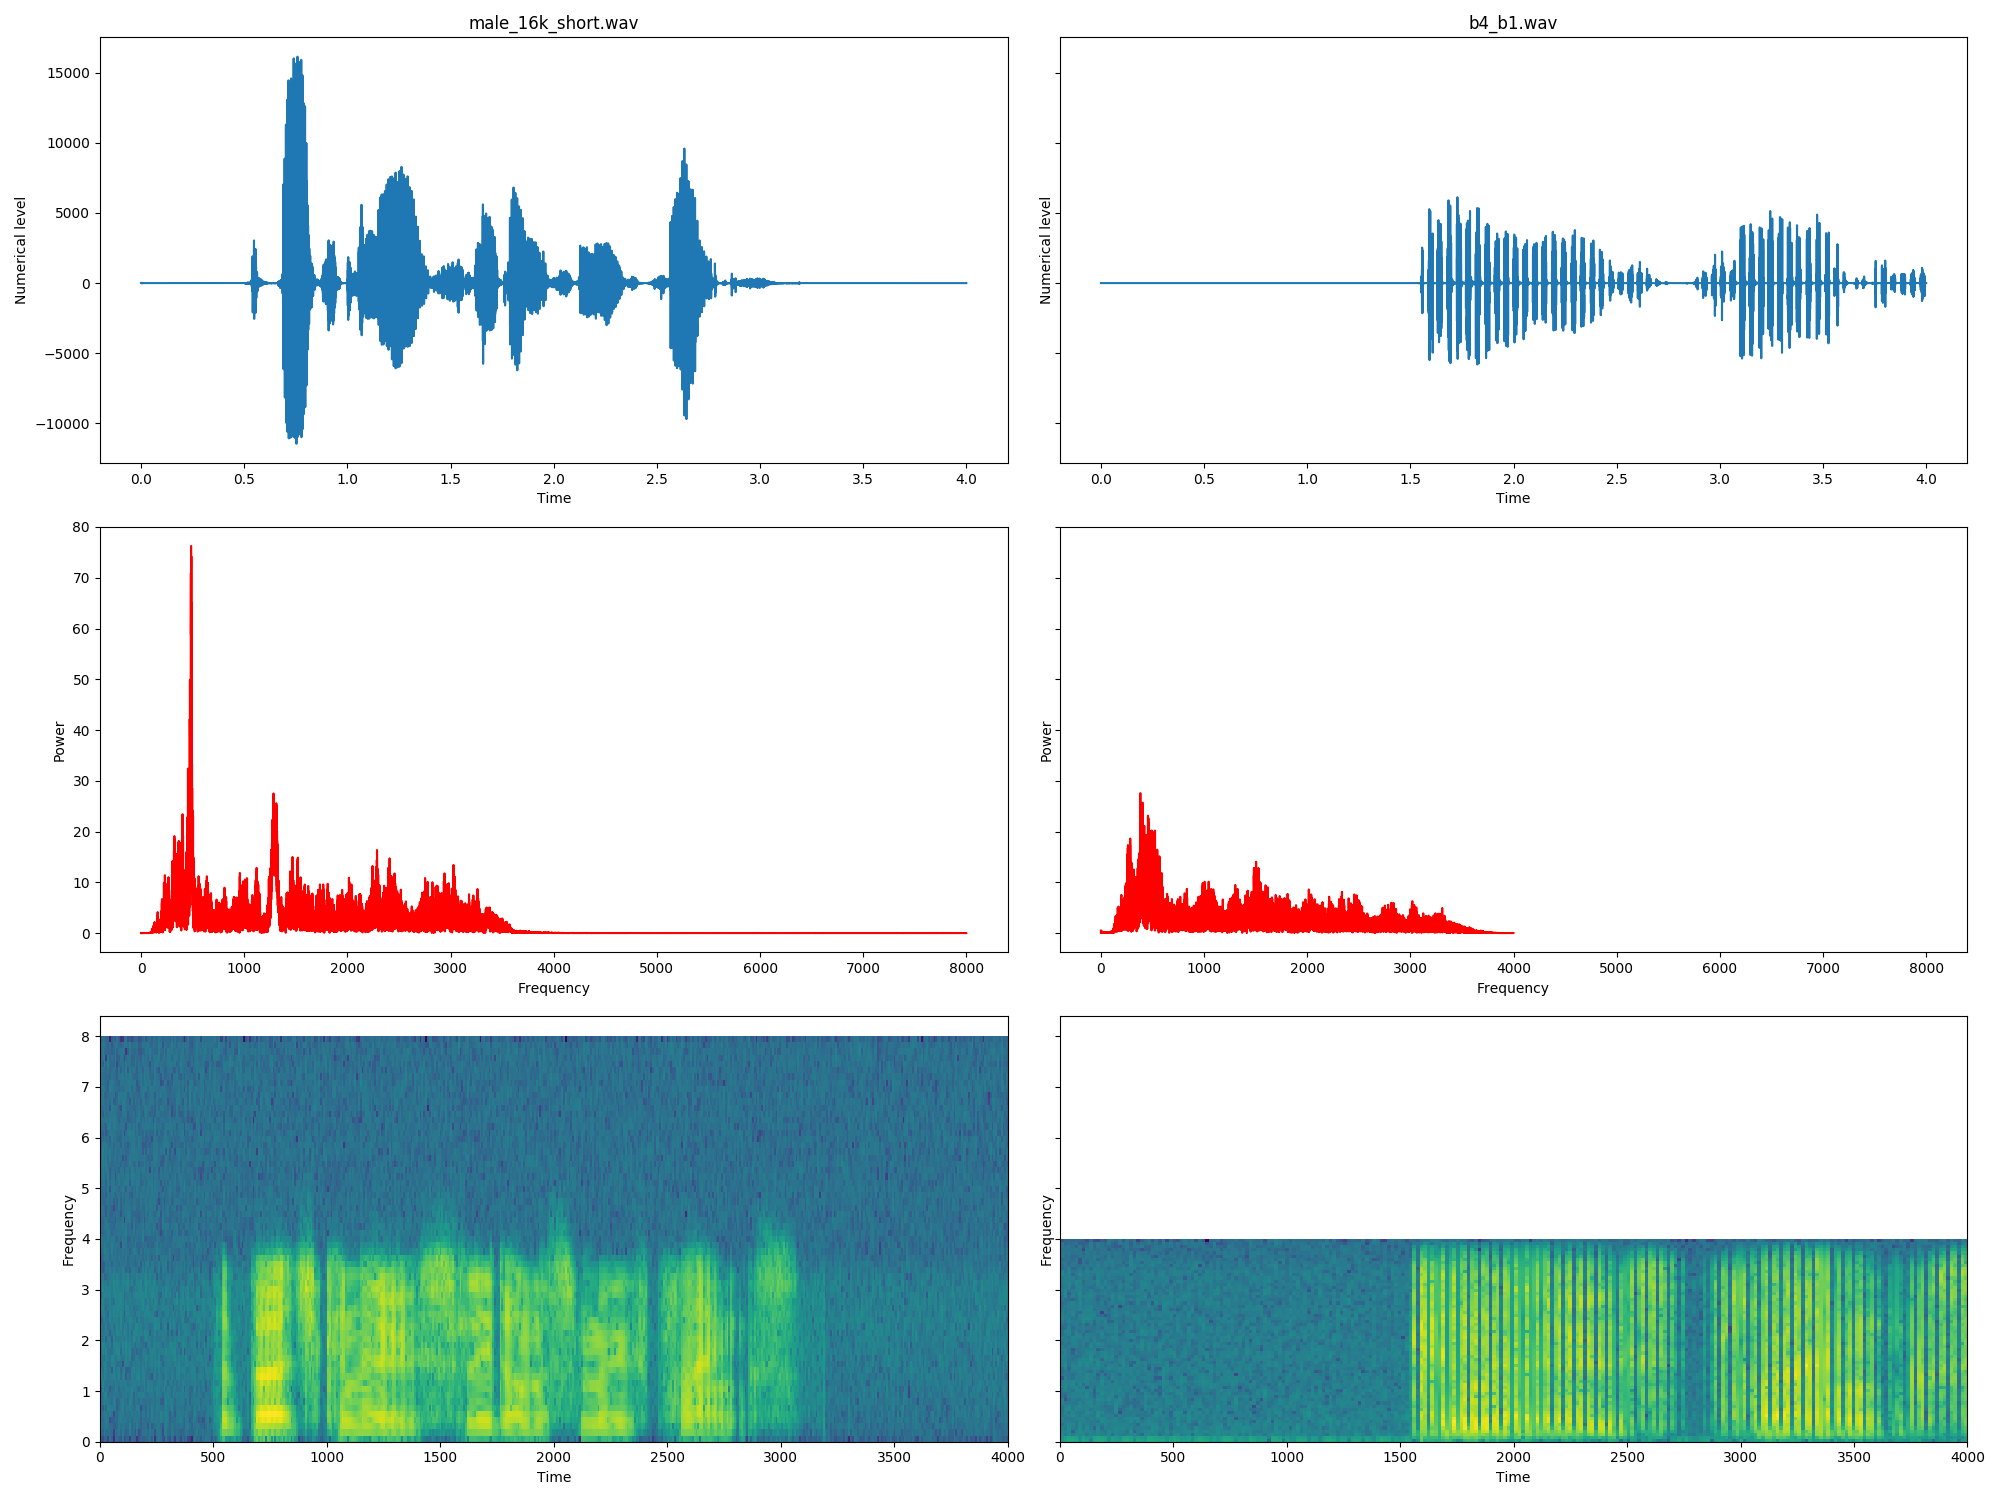 male_16k_short.wav
b4_b1.wav
15000
10000
5000
0
−5000
−10000
Numerical level
0.0 0.5 1.0 1.5 2.0 2.5 3.0 3.5 4.0
Time
Numerical level
0.0 0.5 1.0 1.5 2.0 2.5 3.0 3.5 4.0
Time
80
70
60
50
40
30
20
10
0
Power
0 1000 2000 3000 4000 5000 6000 7000 8000
Frequency
Power
0 1000 2000 3000 4000 5000 6000 7000 8000
Frequency
8
7
6
5
4
3
2
1
0
Frequency
0 500 1000 1500 2000 2500 3000 3500 4000
Time
Frequency
0 500 1000 1500 2000 2500 3000 3500 4000
Time